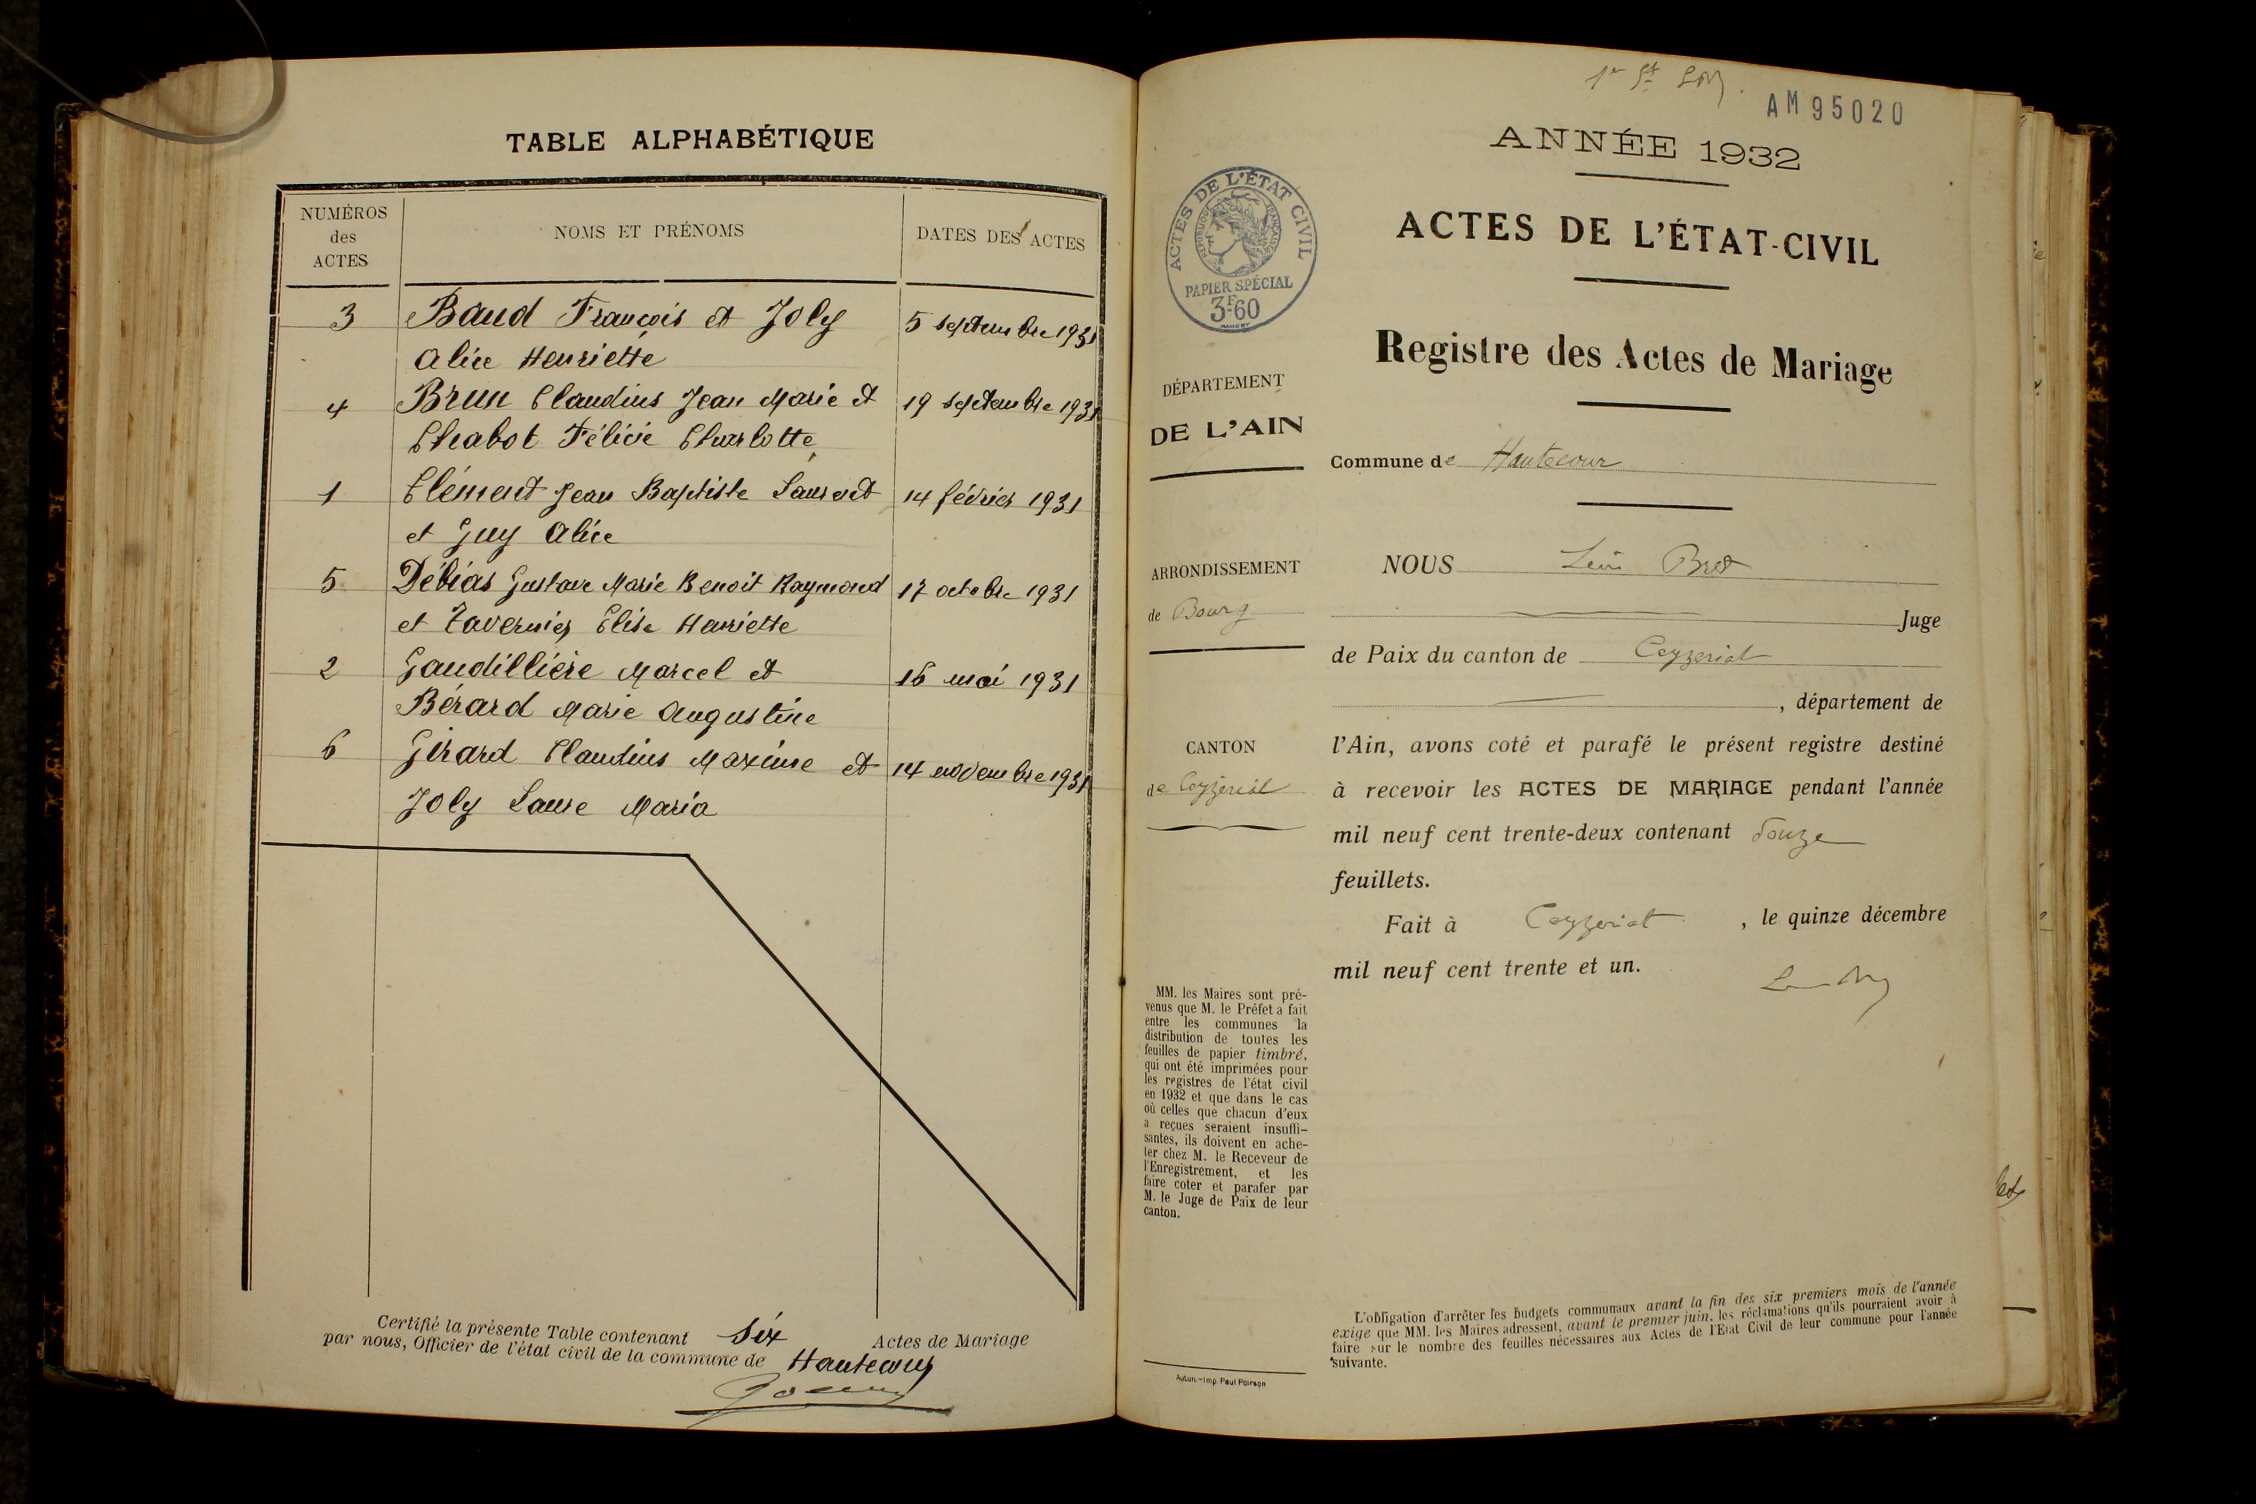 TABLE ALPHABÉTIQUE
NUMÉROS des ACTES
NOMS ET PRÉNOMS
DATES DES ACTES
3 Baud François et Joly 5 septembre 1931
Alice Henriette
4 Brun Claudius Jean Marie et 19 septembre 1931
Chabot Félicie Charlotte
1 Clément Jean Baptiste Laurent 14 février 1931
et Guy Alice
5 Débias Gustave Marie Benoit Raymond 17 octobre 1931
et Tavernier Elise Henriette
2 Gaudillière Marcel et 16 mai 1931
Bérard Marie Augustine
6 Girard Claudius Maxime et 14 novembre 1931
Joly Laure Maria
Certifié la présente Table contenant six Actes de Mariage
par nous, Officier de l'état civil de la commune de Hautecour
AM95020
ANNÉE 1932
ACTES DE L'ÉTAT CIVIL
RÉPUBLIQUE FRANÇAISE
PAPIER SPÉCIAL
3F60
ACTES DE L'ÉTAT-CIVIL
Registre des Actes de Mariage
DÉPARTEMENT
DE L'AIN
Commune de Hautecour
ARRONDISSEMENT
de Bourg
CANTON
de Ceyzériat
NOUS Léon Bret
Juge
de Paix du canton de Ceyzeriat
, département de
l'Ain, avons coté et parafé le présent registre destiné
à recevoir les ACTES DE MARIAGE pendant l'année
mil neuf cent trente-deux contenant douze
feuillets.
Fait à Ceyzeriat , le quinze décembre
mil neuf cent trente et un.
MM. les Maires sont pré-
venus que M. le Préfet a fait
entre les communes la
distribution de toutes les
feuilles de papier timbré,
qui ont été imprimées pour
les registres de l'état civil
en 1932 et que dans le cas
où celles que chacun d'eux
a reçues seraient insuffi-
santes, ils doivent en ache-
ter chez M. le Receveur de
l'Enregistrement, et les
faire coter et parafer par
M. le Juge de Paix de leur
canton.
Autun. - Imp. Paul Poirson
L'obligation d'arrêter les budgets communaux avant la fin des six premiers mois de l'année
exige que MM. les Maires adressent, avant le premier juin, les réclamations qu'ils pourraient avoir à
faire sur le nombre des feuilles nécessaires aux Actes de l'Etat Civil de leur commune pour l'année
suivante.